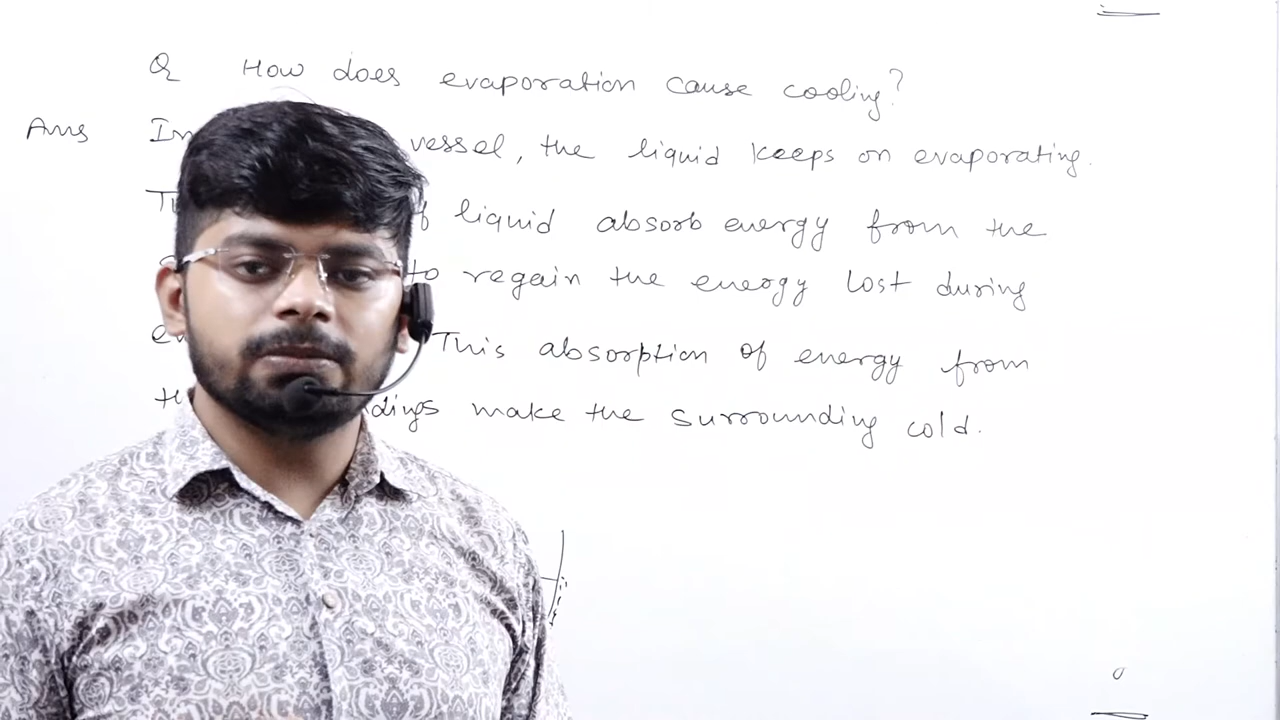 Q How does evaporation cause cooling?
Ans In vessel, the liquid keeps on evaporating.
liquid absorb energy from the
to regain the energy lost during
This absorption of energy from
make the surrounding cold.